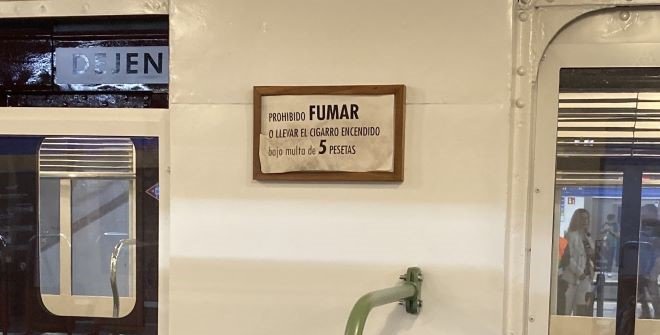 DEJEN
PROHIBIDO FUMAR
O LLEVAR EL CIGARRO ENCENDIDO
bajo multa de 5 PESETAS